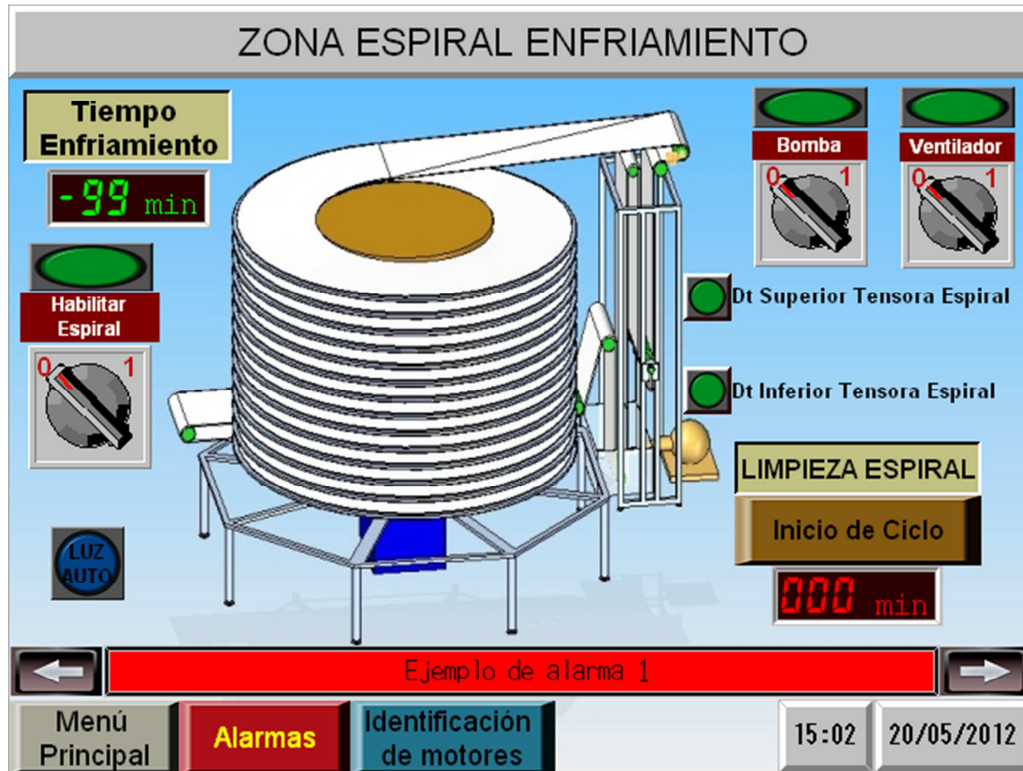 ZONA ESPIRAL ENFRIAMIENTO
Tiempo
Enfriamiento
-99 min
Habilitar
Espiral
0 1
LUZ
AUTO
Bomba
0 1
Ventilador
0 1
Dt Superior Tensora Espiral
Dt Inferior Tensora Espiral
LIMPIEZA ESPIRAL
Inicio de Ciclo
000 min
Ejemplo de alarma 1
Menú
Principal
Alarmas
Identificación
de motores
15:02
20/05/2012